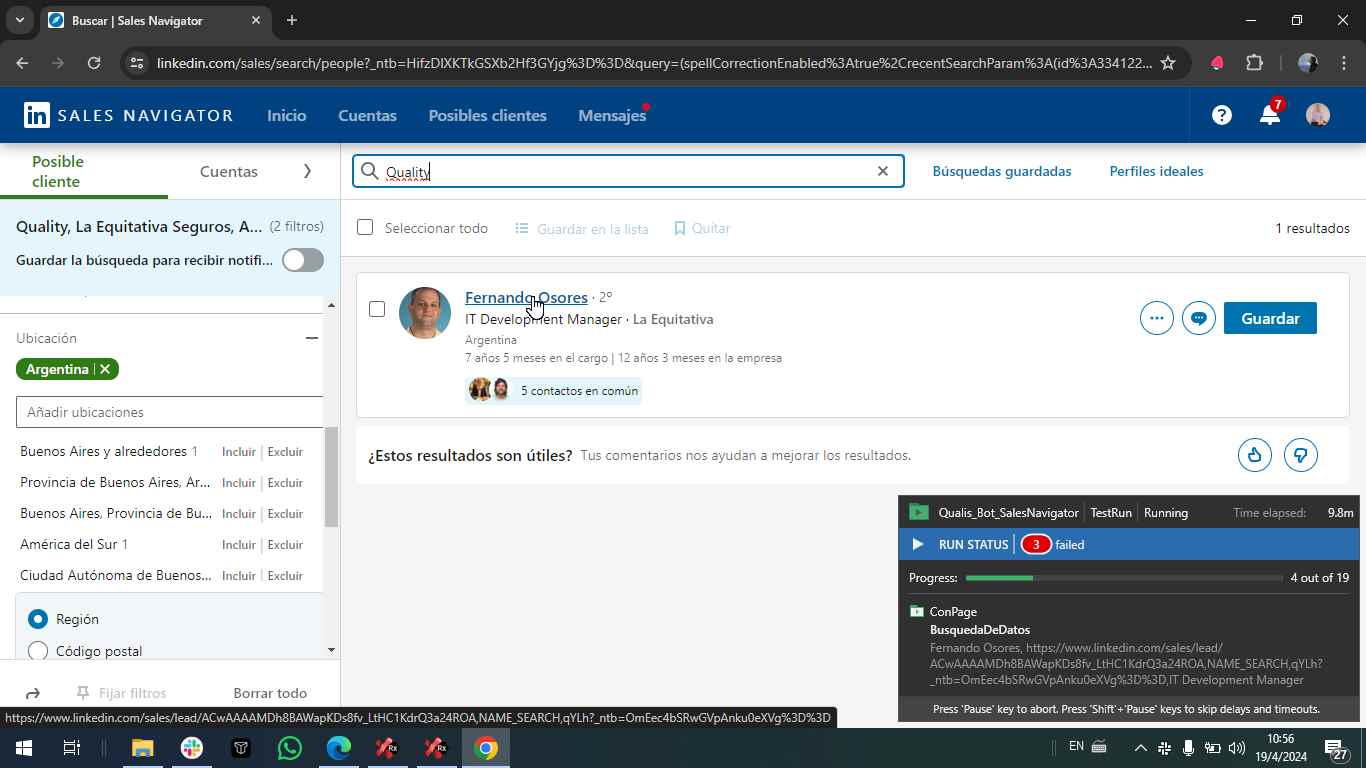 Buscar | Sales Navigator
linkedin.com/sales/search/people?_ntb=HifzDIXKTkGSXb2Hf3GYjg%3D%3D&query=(spellCorrectionEnabled%3Atrue%2CrecentSearchParam%3A(id%3A334122...
in SALES NAVIGATOR
Inicio
Cuentas
Posibles clientes
Mensajes
?
7
Posible cliente
Cuentas
Quality
Búsquedas guardadas
Perfiles ideales
Quality, La Equitativa Seguros, A... (2 filtros)
Guardar la búsqueda para recibir notifi...
Seleccionar todo
Guardar en la lista
Quitar
1 resultados
Ubicación
Argentina
Añadir ubicaciones
Buenos Aires y alrededores 1 Incluir | Excluir
Provincia de Buenos Aires, Ar... Incluir | Excluir
Buenos Aires, Provincia de Bu... Incluir | Excluir
América del Sur 1 Incluir | Excluir
Ciudad Autónoma de Buenos... Incluir | Excluir
Región
Código postal
Fijar filtros
Borrar todo
Fernando Osores · 2º
IT Development Manager · La Equitativa
Argentina
7 años 5 meses en el cargo | 12 años 3 meses en la empresa
5 contactos en común
Guardar
¿Estos resultados son útiles? Tus comentarios nos ayudan a mejorar los resultados.
Qualis_Bot_SalesNavigator | TestRun | Running
Time elapsed: 9.8m
RUN STATUS | 3 failed
Progress: 4 out of 19
ConPage
BusquedaDeDatos
Fernando Osores, https://www.linkedin.com/sales/lead/
ACwAAAAMDh8BAWapKDs8fv_LtHC1KdrQ3a24ROA,NAME_SEARCH,qYLh?
_ntb=OmEec4bSRwGVpAnku0eXVg%3D%3D,IT Development Manager
Press 'Pause' key to abort. Press 'Shift'+'Pause' keys to skip delays and timeouts.
https://www.linkedin.com/sales/lead/ACwAAAAMDh8BAWapKDs8fv_LtHC1KdrQ3a24ROA,NAME_SEARCH,qYLh?_ntb=OmEec4bSRwGVpAnku0eXVg%3D%3D
Rx
Rx
EN
10:56
19/4/2024
27